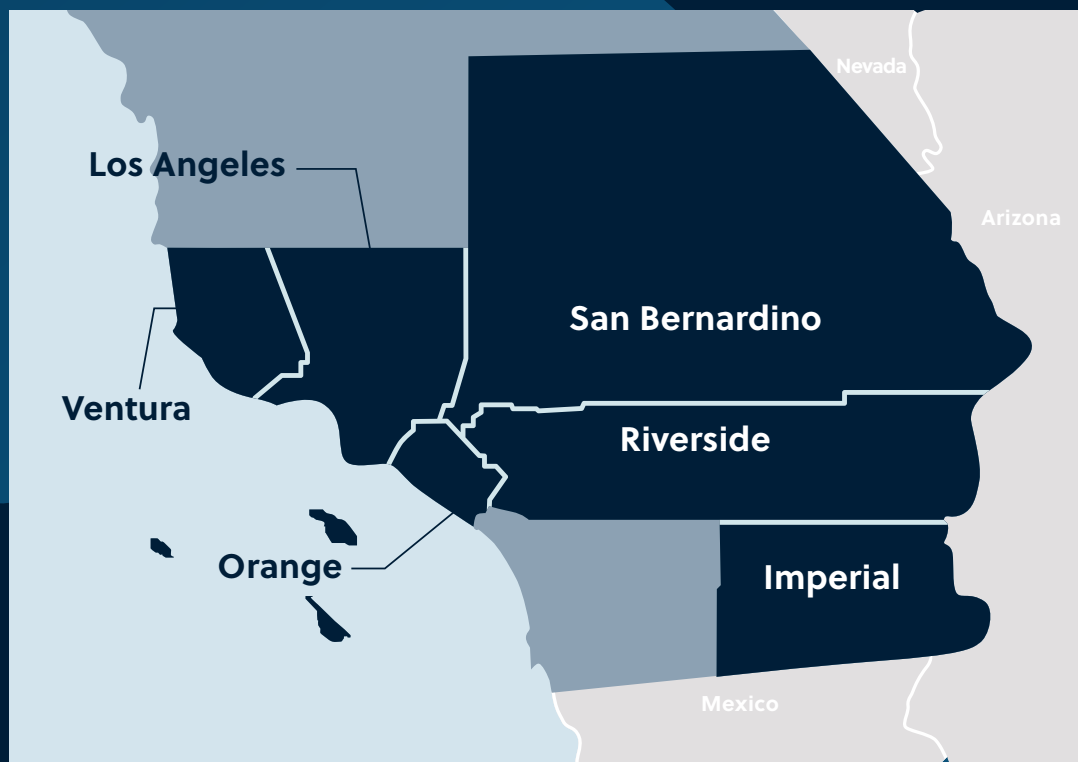 Nevada
Los Angeles
Arizona
San Bernardino
Ventura
Riverside
Orange
Imperial
Mexico